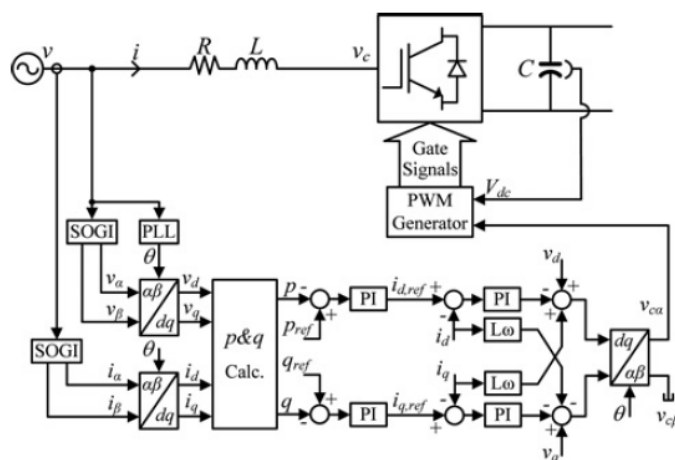 v i R L v_c C
Gate
Signals
V_dc
PWM
Generator
SOGI PLL
θ
v_α αβ v_d
v_β dq v_q
v_cα
v_d
p - PI i_d,ref + - PI - +
+ p_ref
p&q
Calc.
i_d Lω
dq
αβ
SOGI
θ
q_ref i_q Lω
i_α αβ i_d
i_β dq i_q
q - + PI i_q,ref + - PI - -
θ
v_cβ
v_q